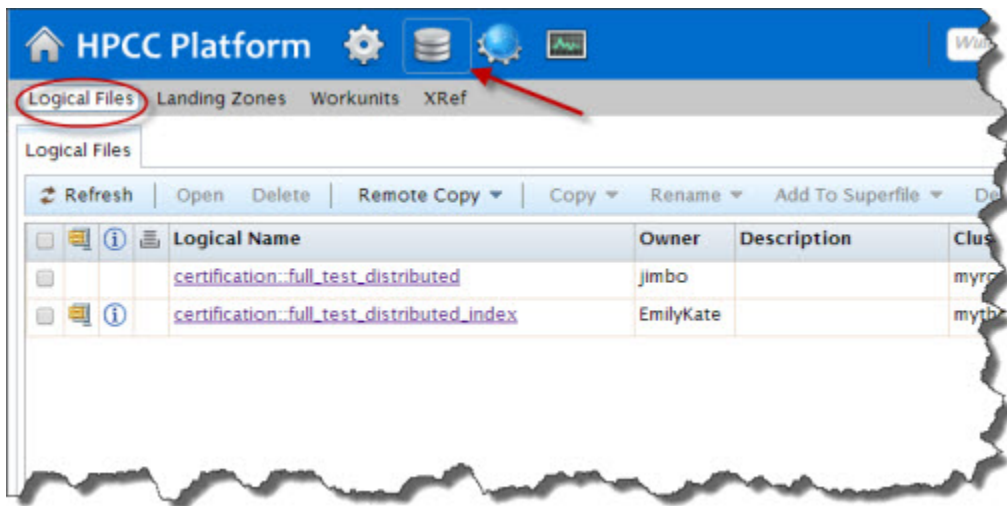 HPCC Platform
Logical Files Landing Zones Workunits XRef
Logical Files
Refresh Open Delete Remote Copy Copy Rename Add To Superfile
Logical Name Owner Description
certification::full_test_distributed jimbo
certification::full_test_distributed_index EmilyKate